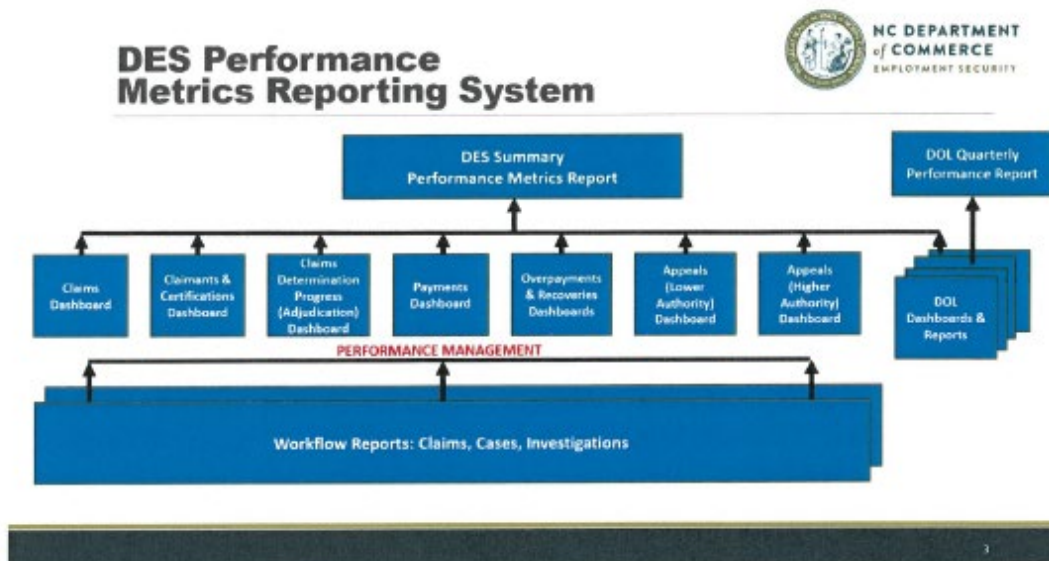 DES Performance
Metrics Reporting System
NC DEPARTMENT
of COMMERCE
EMPLOYMENT SECURITY
DES Summary
Performance Metrics Report
DOL Quarterly
Performance Report
Claims
Dashboard
Claimants &
Certifications
Dashboard
Claims
Determination
Progress
(Adjudication)
Dashboard
Payments
Dashboard
Overpayments
& Recoveries
Dashboards
Appeals
(Lower
Authority)
Dashboard
Appeals
(Higher
Authority)
Dashboard
DOL
Dashboards &
Reports
PERFORMANCE MANAGEMENT
Workflow Reports: Claims, Cases, Investigations
3